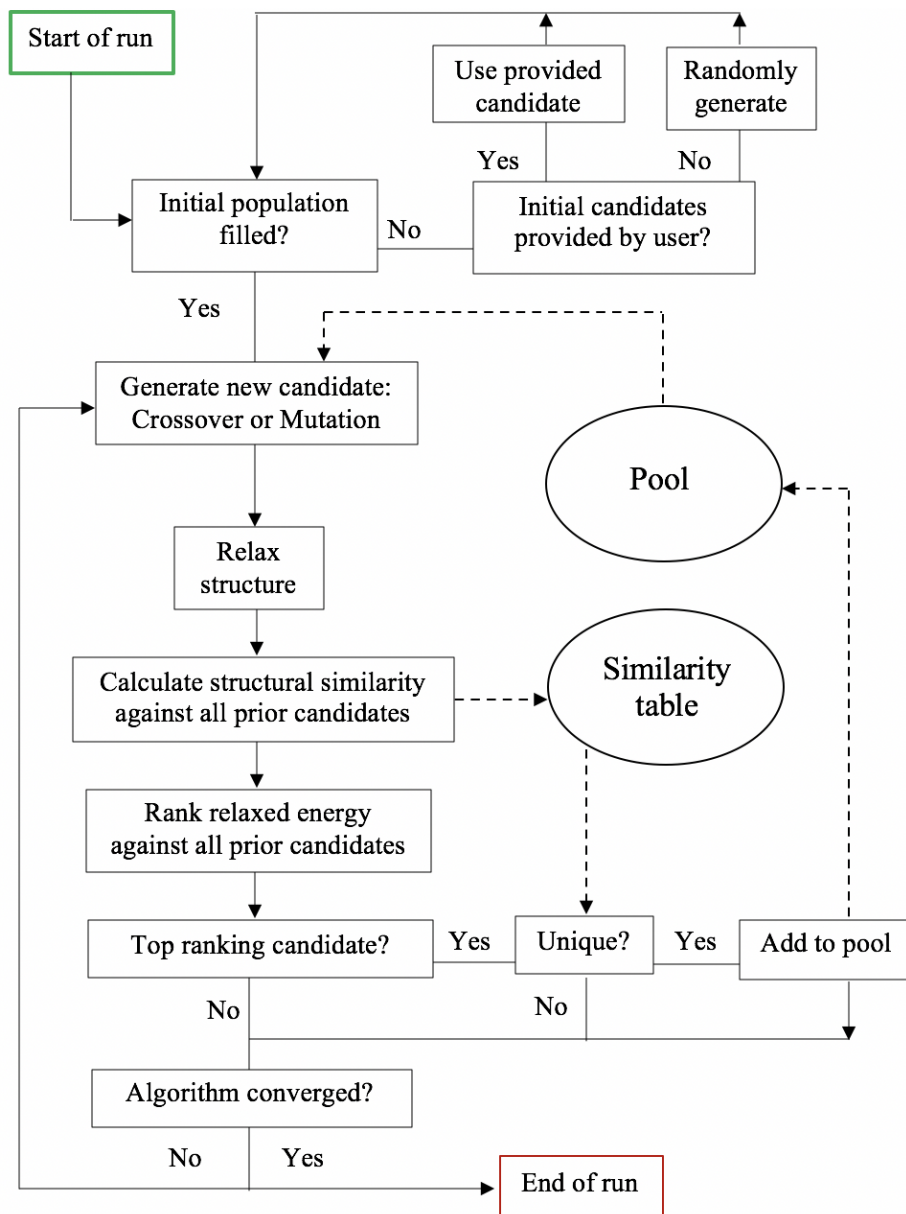 Start of run
Use provided
candidate
Randomly
generate
Yes
No
Initial population
filled?
No
Initial candidates
provided by user?
Yes
Generate new candidate:
Crossover or Mutation
Pool
Relax
structure
Similarity
table
Calculate structural similarity
against all prior candidates
Rank relaxed energy
against all prior candidates
Top ranking candidate?
Yes
Unique?
Yes
Add to pool
No
No
Algorithm converged?
No
Yes
End of run